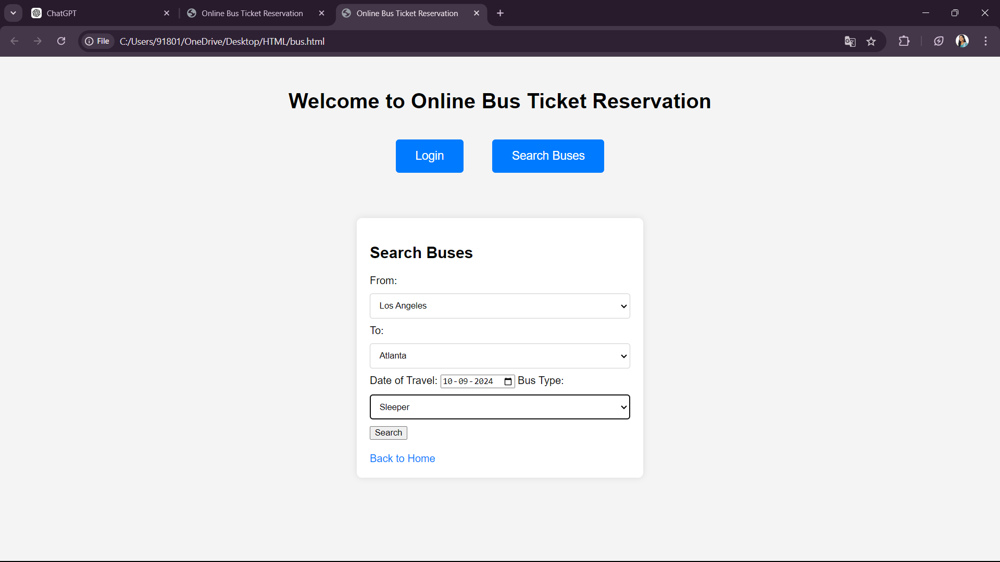 ChatGPT
Online Bus Ticket Reservation
Online Bus Ticket Reservation
File C:/Users/91801/OneDrive/Desktop/HTML/bus.html
Welcome to Online Bus Ticket Reservation
Login Search Buses
Search Buses
From:
Los Angeles
To:
Atlanta
Date of Travel: 10-09-2024 Bus Type:
Sleeper
Search
Back to Home